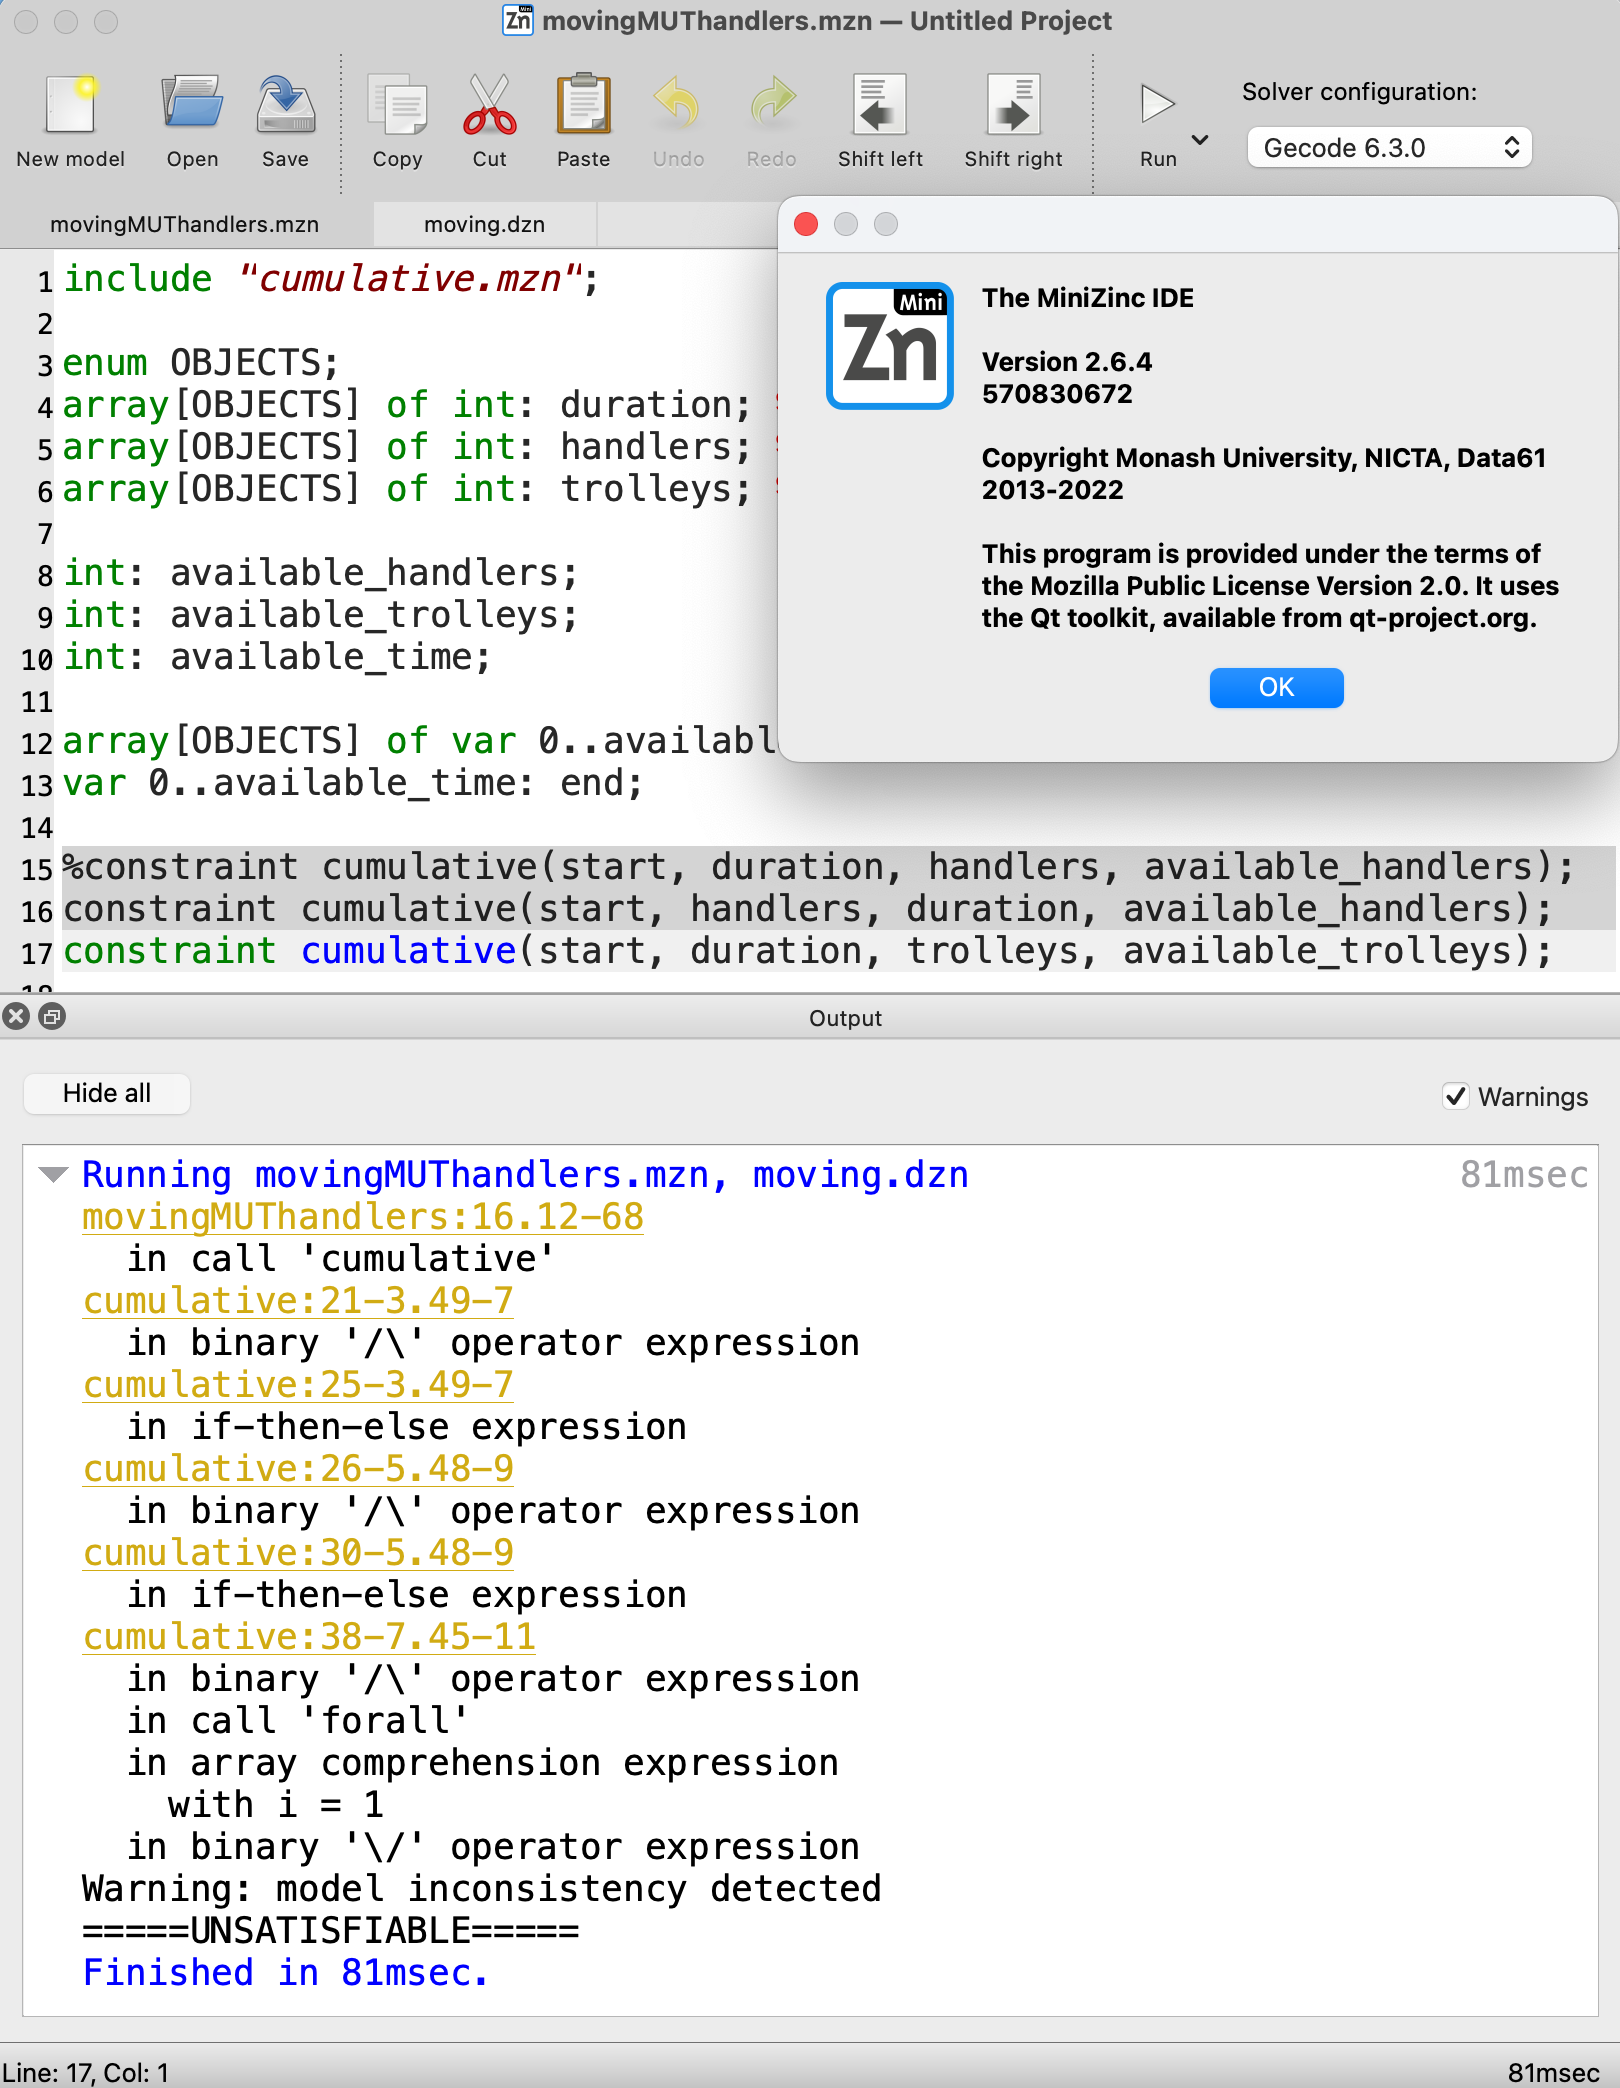 movingMUThandlers.mzn — Untitled Project
New model
Open
Save
Copy
Cut
Paste
Undo
Redo
Shift left
Shift right
Run
Solver configuration:
Gecode 6.3.0
movingMUThandlers.mzn
moving.dzn
1 include "cumulative.mzn";
2
3 enum OBJECTS;
4 array[OBJECTS] of int: duration;
5 array[OBJECTS] of int: handlers;
6 array[OBJECTS] of int: trolleys;
7
8 int: available_handlers;
9 int: available_trolleys;
10 int: available_time;
11
12 array[OBJECTS] of var 0..availabl
13 var 0..available_time: end;
14
15 %constraint cumulative(start, duration, handlers, available_handlers);
16 constraint cumulative(start, handlers, duration, available_handlers);
17 constraint cumulative(start, duration, trolleys, available_trolleys);
18
Mini
Zn
The MiniZinc IDE
Version 2.6.4
570830672
Copyright Monash University, NICTA, Data61
2013-2022
This program is provided under the terms of
the Mozilla Public License Version 2.0. It uses
the Qt toolkit, available from qt-project.org.
OK
Output
Hide all
Warnings
Running movingMUThandlers.mzn, moving.dzn 81msec
movingMUThandlers:16.12-68
in call 'cumulative'
cumulative:21-3.49-7
in binary '/\' operator expression
cumulative:25-3.49-7
in if-then-else expression
cumulative:26-5.48-9
in binary '/\' operator expression
cumulative:30-5.48-9
in if-then-else expression
cumulative:38-7.45-11
in binary '/\' operator expression
in call 'forall'
in array comprehension expression
with i = 1
in binary '\/' operator expression
Warning: model inconsistency detected
=====UNSATISFIABLE=====
Finished in 81msec.
Line: 17, Col: 1
81msec